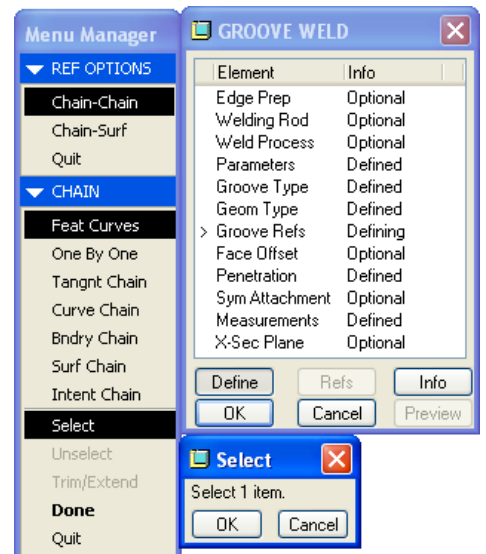 Menu Manager
REF OPTIONS
Chain-Chain
Chain-Surf
Quit
CHAIN
Feat Curves
One By One
Tangnt Chain
Curve Chain
Bndry Chain
Surf Chain
Intent Chain
Select
Unselect
Trim/Extend
Done
Quit
GROOVE WELD
Element Info
Edge Prep Optional
Welding Rod Optional
Weld Process Optional
Parameters Defined
Groove Type Defined
Geom Type Defined
> Groove Refs Defining
Face Offset Optional
Penetration Defined
Sym Attachment Optional
Measurements Defined
X-Sec Plane Optional
Define Refs Info
OK Cancel Preview
Select
Select 1 item.
OK Cancel